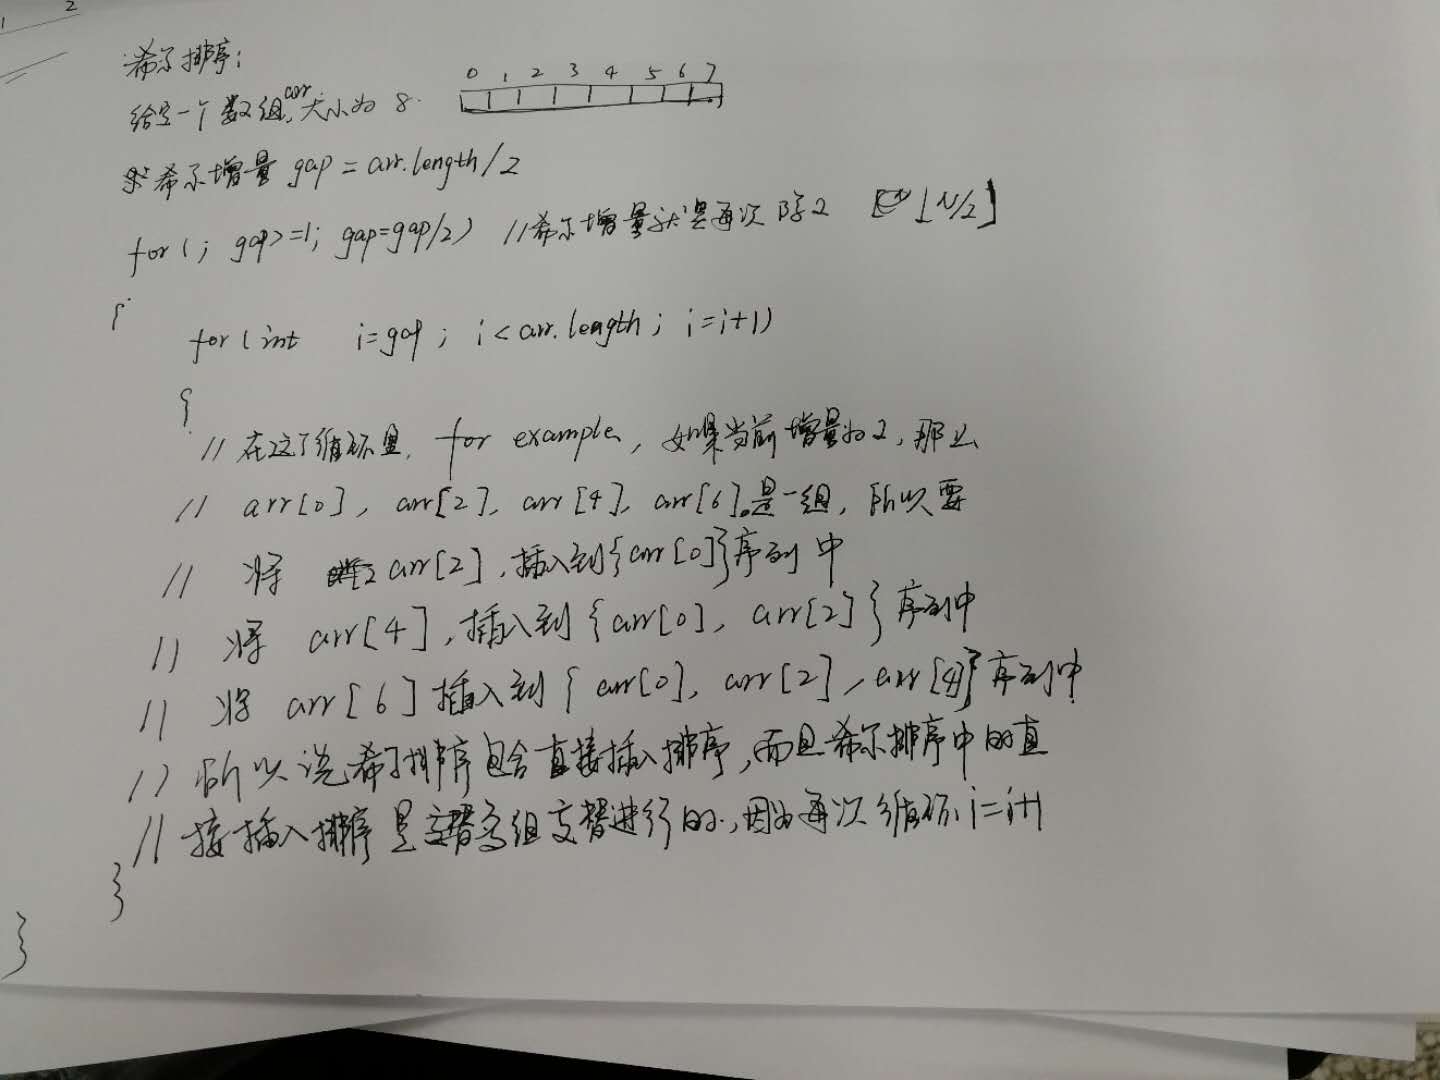 1 2
希尔排序:
给定一个数组arr,大小为 8.
0 1 2 3 4 5 6 7
求希尔增量 gap = arr.length/2
for(; gap>=1; gap=gap/2) //希尔增量就是每次除2 ⌊N/2⌋
{
for(int i=gap; i<arr.length; i=i+1)
{
// 在这个循环里, for example, 如果当前增量为2, 那么
// arr[0], arr[2], arr[4], arr[6]。是一组, 所以要
// 将 arr[2], 插入到{arr[0]}序列中
// 将 arr[4], 插入到{arr[0], arr[2]}序列中
// 将 arr[6]插入到{arr[0], arr[2], arr[4]}序列中
// 所以说希尔排序包含直接插入排序, 而且希尔排序中的直
// 接插入排序是 多组交替进行的., 因为每次循环i=i+1
}
}